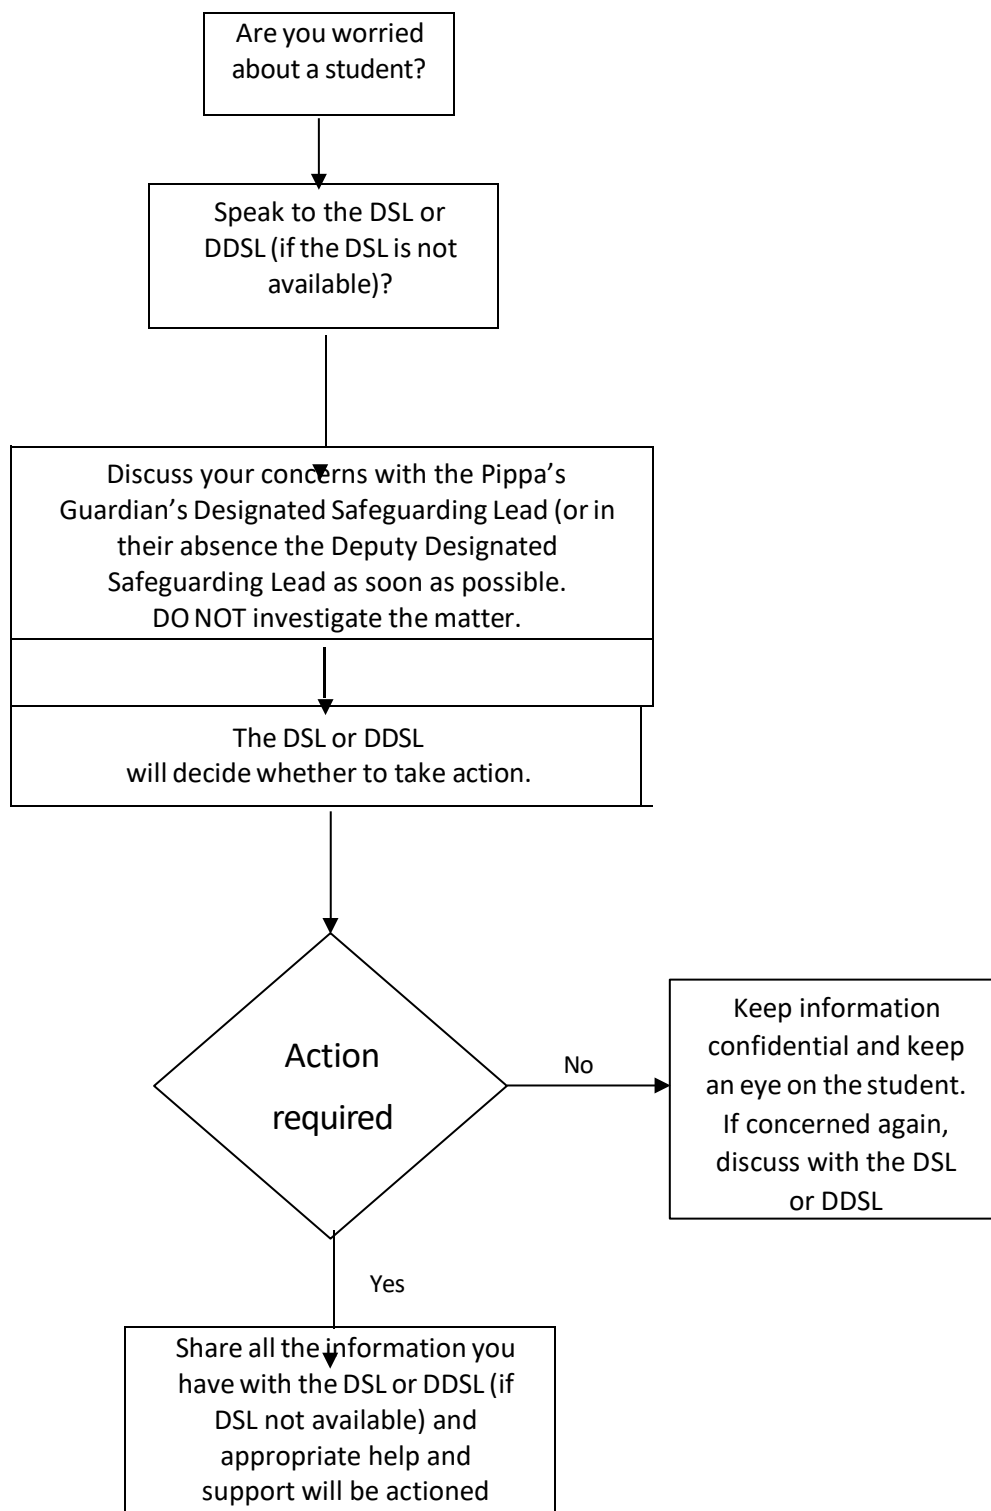 Are you worried
about a student?
Speak to the DSL or
DDSL (if the DSL is not
available)?
Discuss your concerns with the Pippa’s
Guardian’s Designated Safeguarding Lead (or in
their absence the Deputy Designated
Safeguarding Lead as soon as possible.
DO NOT investigate the matter.
The DSL or DDSL
will decide whether to take action.
Action
required
No
Keep information
confidential and keep
an eye on the student.
If concerned again,
discuss with the DSL
or DDSL
Yes
Share all the information you
have with the DSL or DDSL (if
DSL not available) and
appropriate help and
support will be actioned